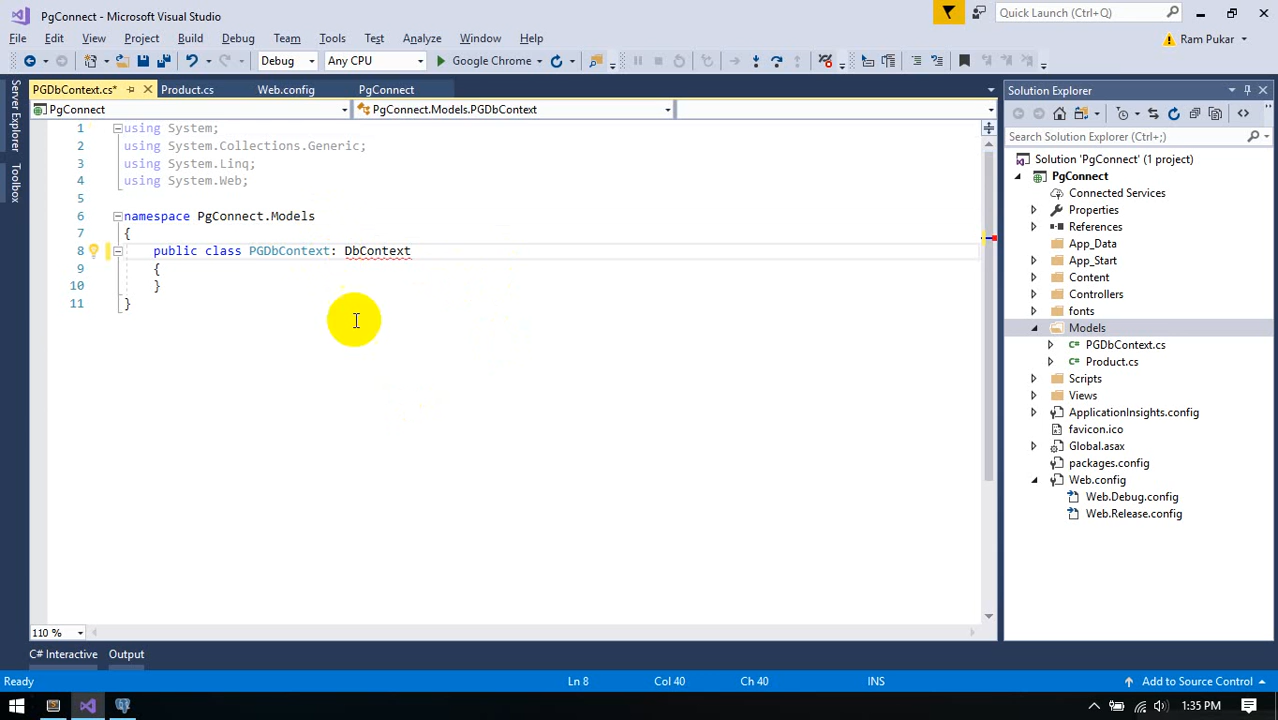 PgConnect - Microsoft Visual Studio
Quick Launch (Ctrl+Q)
File Edit View Project Build Debug Team Tools Test Analyze Window Help
Ram Pukar
Debug Any CPU Google Chrome
PGDbContext.cs* Product.cs Web.config PgConnect
PgConnect PgConnect.Models.PGDbContext
Server Explorer
Toolbox
1 using System;
2 using System.Collections.Generic;
3 using System.Linq;
4 using System.Web;
5
6 namespace PgConnect.Models
7 {
8 public class PGDbContext: DbContext
9 {
10 }
11 }
110 %
Solution Explorer
Search Solution Explorer (Ctrl+;)
Solution 'PgConnect' (1 project)
PgConnect
Connected Services
Properties
References
App_Data
App_Start
Content
Controllers
fonts
Models
PGDbContext.cs
Product.cs
Scripts
Views
ApplicationInsights.config
favicon.ico
Global.asax
packages.config
Web.config
Web.Debug.config
Web.Release.config
C# Interactive Output
Ready Ln 8 Col 40 Ch 40 INS Add to Source Control
1:35 PM